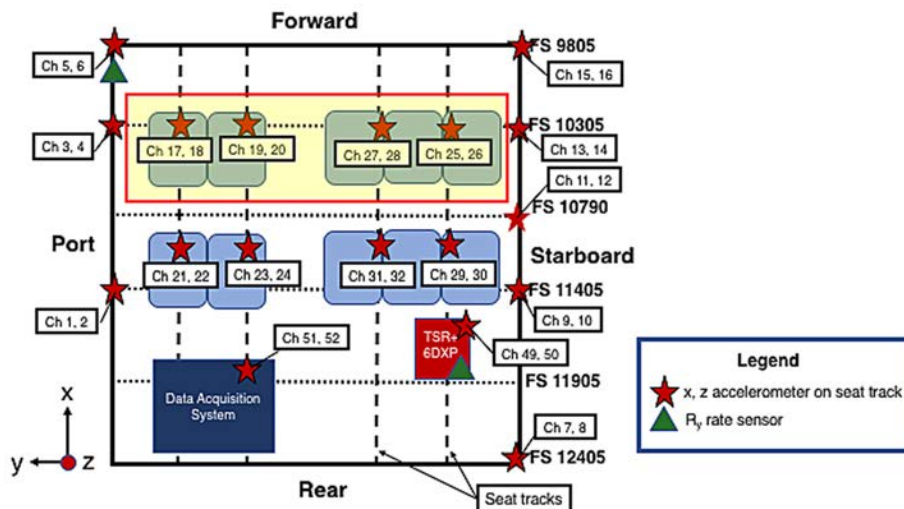 Forward
FS 9805
Ch 5, 6
Ch 15, 16
FS 10305
Ch 3, 4
Ch 17, 18
Ch 19, 20
Ch 27, 28
Ch 25, 26
Ch 13, 14
Ch 11, 12
FS 10790
Port
Starboard
Ch 21, 22
Ch 23, 24
Ch 31, 32
Ch 29, 30
FS 11405
Ch 1, 2
Ch 9, 10
Ch 51, 52
TSR+
6DXP
Ch 49, 50
FS 11905
Data Acquisition
System
x
y
z
Ch 7, 8
FS 12405
Rear
Seat tracks
Legend
x, z accelerometer on seat track
Ry rate sensor